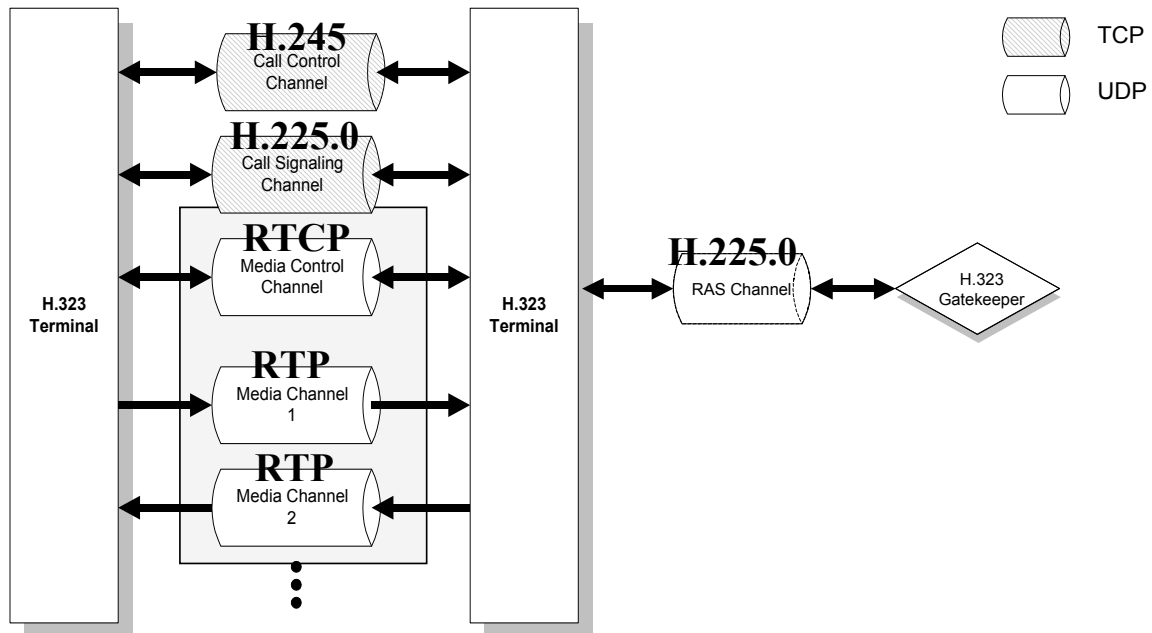 H.245
Call Control
Channel
H.225.0
Call Signaling
Channel
RTCP
Media Control
Channel
RTP
Media Channel
1
RTP
Media Channel
2
H.323
Terminal
H.323
Terminal
H.225.0
RAS Channel
H.323
Gatekeeper
TCP
UDP